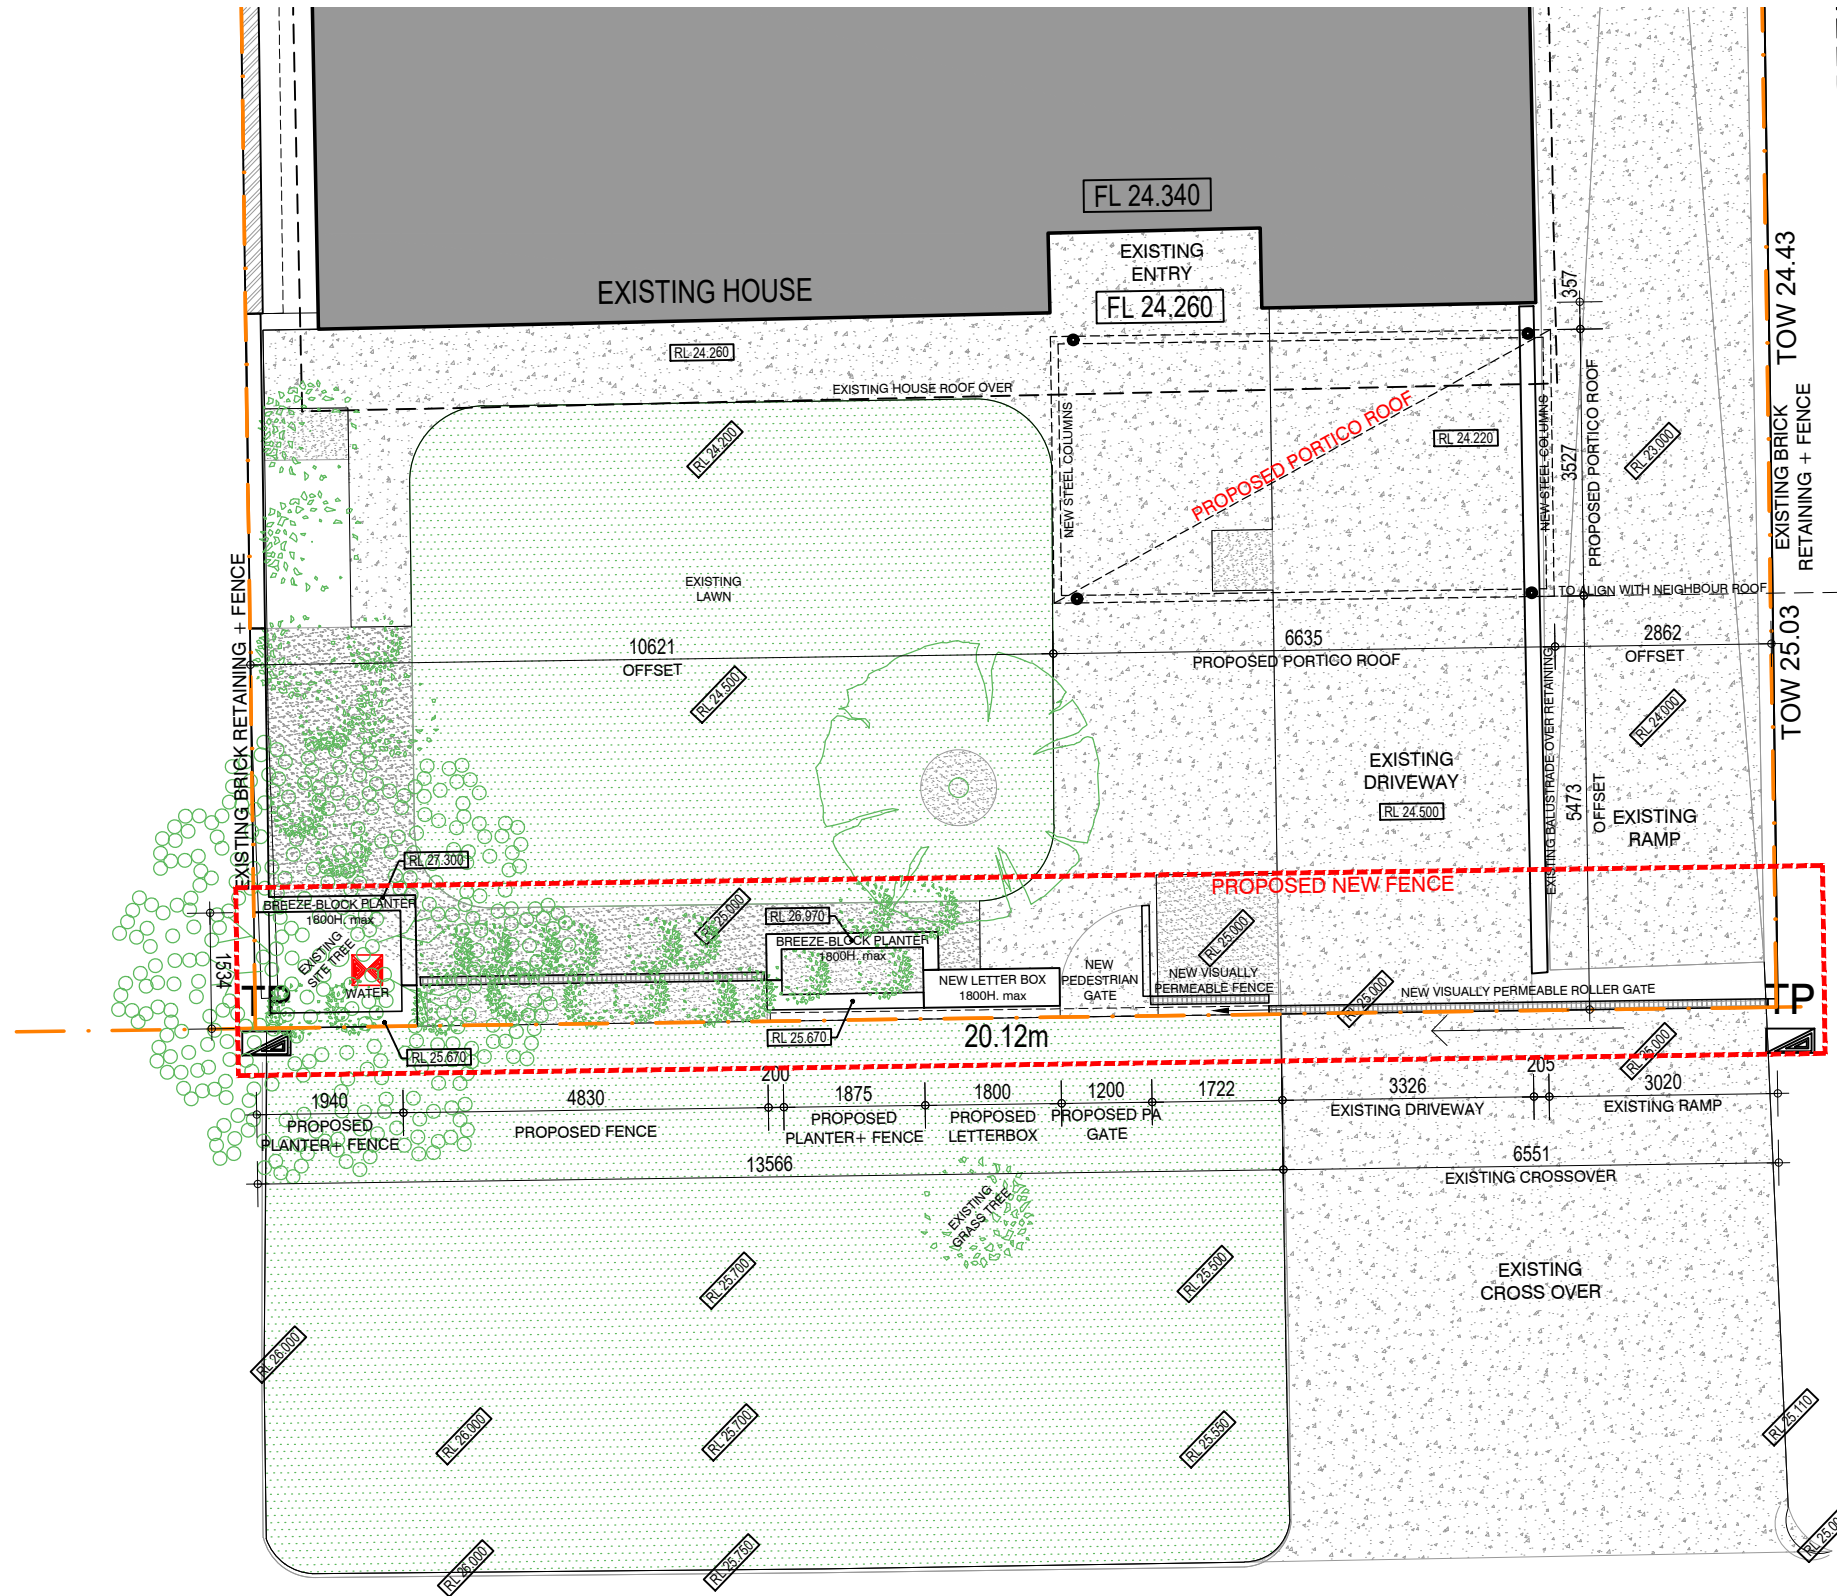 FL 24.340
EXISTING
ENTRY
FL 24.260
EXISTING HOUSE
357
TOW 24.43
RL 24.260
EXISTING HOUSE ROOF OVER
NEW STEEL COLUMNS
PROPOSED PORTICO ROOF
RL 24.220
NEW STEEL COLUMNS
3527
PROPOSED PORTICO ROOF
RL 23.000
EXISTING BRICK
RETAINING + FENCE
RL 24.200
EXISTING
LAWN
TO ALIGN WITH NEIGHBOUR ROOF
EXISTING BRICK RETAINING + FENCE
10621
OFFSET
6635
PROPOSED PORTICO ROOF
2862
OFFSET
TOW 25.03
RL 24.500
RL 24.000
EXISTING
DRIVEWAY
RL 24.500
EXISTING BALUSTRADE OVER RETAINING
5473
OFFSET
EXISTING
RAMP
RL 27.300
PROPOSED NEW FENCE
BREEZE-BLOCK PLANTER
1800H. max
RL 25.000
RL 26.970
BREEZE-BLOCK PLANTER
1800H. max
RL 25.000
1534
EXISTING
SITE TREE
WATER
NEW LETTER BOX
1800H. max
NEW
PEDESTRIAN
GATE
NEW VISUALLY
PERMEABLE FENCE
RL 25.000
NEW VISUALLY PERMEABLE ROLLER GATE
TP
RL 25.670
RL 25.670
20.12m
RL 25.000
1940
PROPOSED
PLANTER+ FENCE
4830
PROPOSED FENCE
200
1875
PROPOSED
PLANTER+ FENCE
1800
PROPOSED
LETTERBOX
1200
PROPOSED PA
GATE
1722
3326
EXISTING DRIVEWAY
205
3020
EXISTING RAMP
13566
6551
EXISTING CROSSOVER
EXISTING
GRASS TREE
RL 25.700
RL 25.500
EXISTING
CROSS OVER
RL 26.000
RL 26.000
RL 25.700
RL 25.550
RL 25.110
RL 26.000
RL 25.750